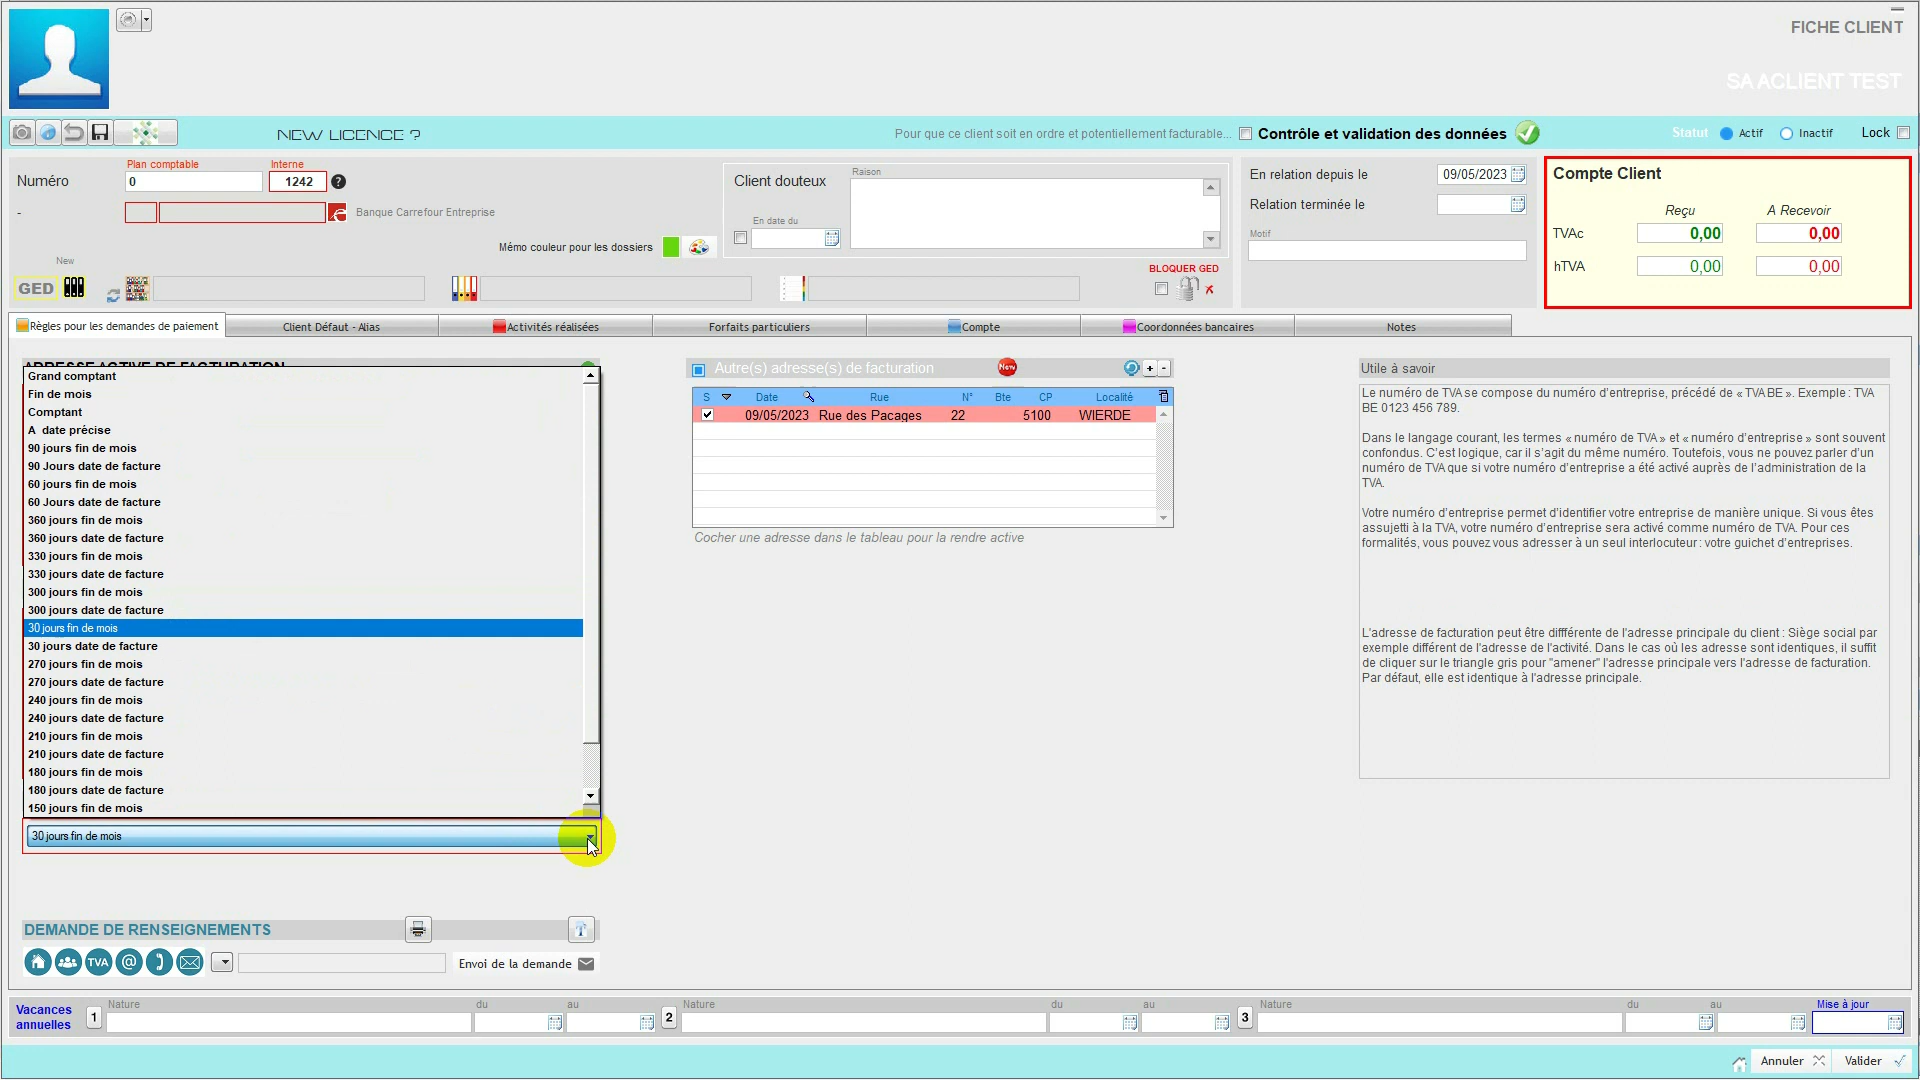 FICHE CLIENT
SA ACLIENT TEST
NEW LICENCE ?
Pour que ce client soit en ordre et potentiellement facturable...
Contrôle et validation des données
Statut
Actif
Inactif
Lock
Plan comptable
Interne
Numéro
0
1242
-
Banque Carrefour Entreprise
Mémo couleur pour les dossiers
New
GED
Client douteux
Raison
En date du
BLOQUER GED
En relation depuis le
09/05/2023
Relation terminée le
Motif
Compte Client
Reçu
A Recevoir
TVAc
0,00
0,00
hTVA
0,00
0,00
Règles pour les demandes de paiement
Client Défaut - Alias
Activités réalisées
Forfaits particuliers
Compte
Coordonnées bancaires
Notes
ADRESSE ACTIVE DE FACTURATION
Grand comptant
Fin de mois
Comptant
A date précise
90 jours fin de mois
90 Jours date de facture
60 jours fin de mois
60 Jours date de facture
360 jours fin de mois
360 jours date de facture
330 jours fin de mois
330 jours date de facture
300 jours fin de mois
300 jours date de facture
30 jours fin de mois
30 jours date de facture
270 jours fin de mois
270 jours date de facture
240 jours fin de mois
240 jours date de facture
210 jours fin de mois
210 jours date de facture
180 jours fin de mois
180 jours date de facture
150 jours fin de mois
30 jours fin de mois
Autre(s) adresse(s) de facturation
New
+ -
S Date Rue N° Bte CP Localité
09/05/2023 Rue des Pacages 22 5100 WIERDE
Cocher une adresse dans le tableau pour la rendre active
Utile à savoir
Le numéro de TVA se compose du numéro d'entreprise, précédé de « TVA BE ». Exemple : TVA
BE 0123 456 789.
Dans le langage courant, les termes « numéro de TVA » et « numéro d'entreprise » sont souvent
confondus. C'est logique, car il s'agit du même numéro. Toutefois, vous ne pouvez parler d'un
numéro de TVA que si votre numéro d'entreprise a été activé auprès de l'administration de la
TVA.
Votre numéro d'entreprise permet d'identifier votre entreprise de manière unique. Si vous êtes
assujetti à la TVA, votre numéro d'entreprise sera activé comme numéro de TVA. Pour ces
formalités, vous pouvez vous adresser à un seul interlocuteur : votre guichet d'entreprises.
L'adresse de facturation peut être diffférente de l'adresse principale du client : Siège social par
exemple différent de l'adresse de l'activité. Dans le cas où les adresse sont identiques, il suffit
de cliquer sur le triangle gris pour "amener" l'adresse principale vers l'adresse de facturation.
Par défaut, elle est identique à l'adresse principale.
DEMANDE DE RENSEIGNEMENTS
TVA
@
Envoi de la demande
Vacances
annuelles
1
Nature
du
au
2
Nature
du
au
3
Nature
du
au
Mise à jour
Annuler
Valider